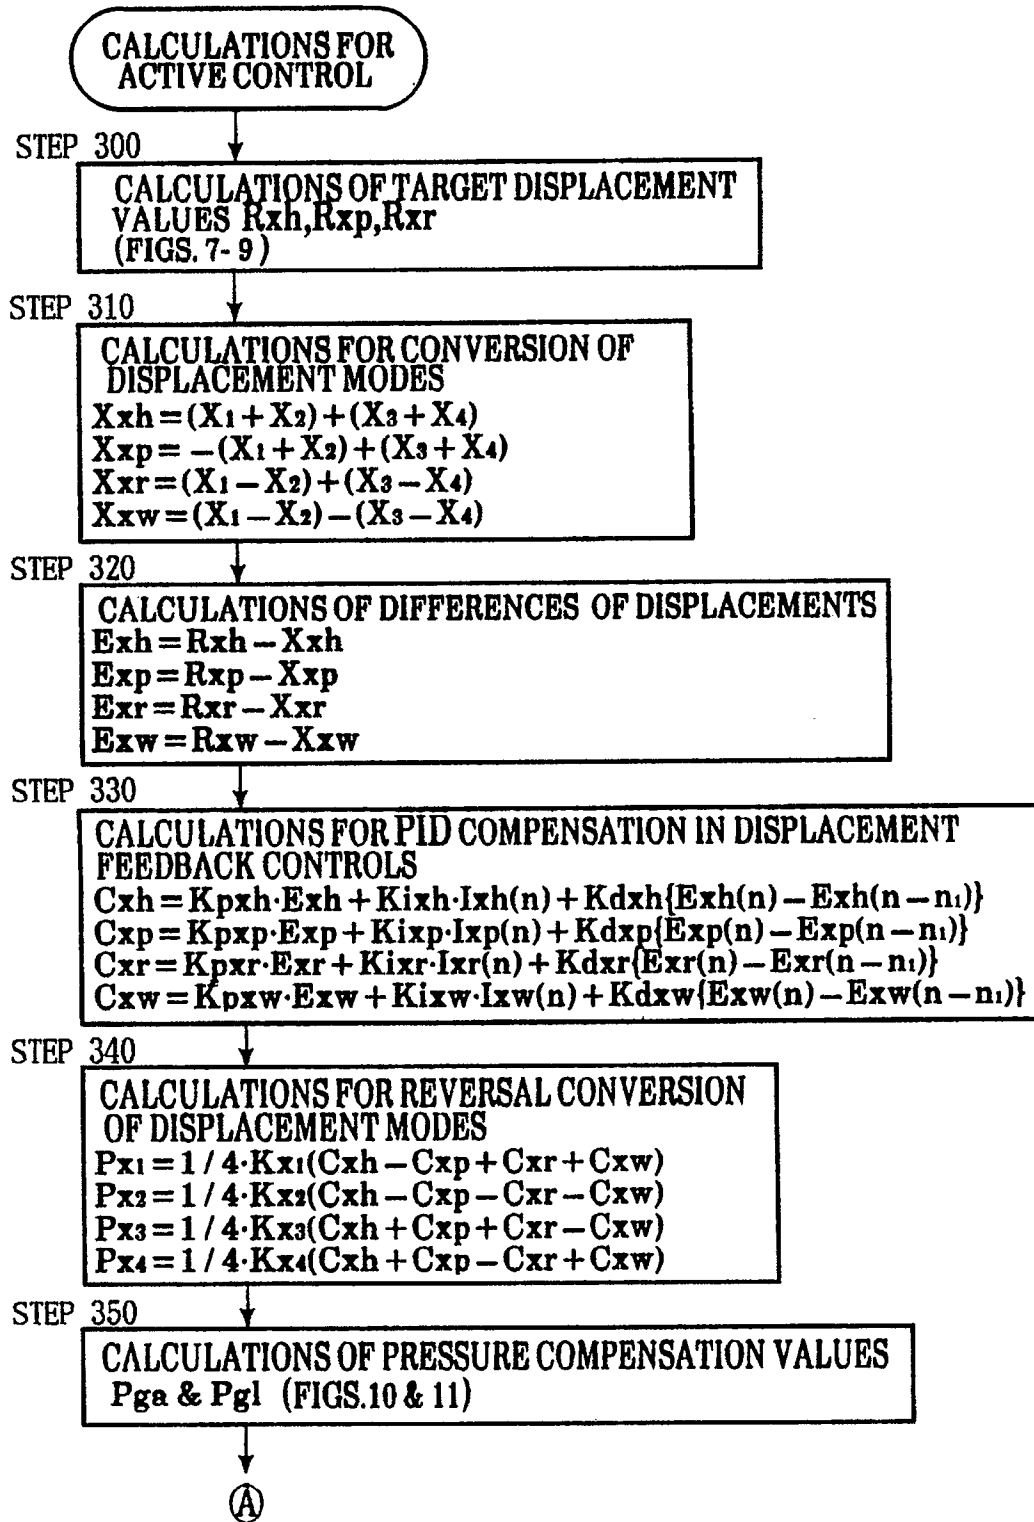 CALCULATIONS FOR
ACTIVE CONTROL
STEP 300
CALCULATIONS OF TARGET DISPLACEMENT
VALUES Rxh,Rxp,Rxr
(FIGS. 7-9)
STEP 310
CALCULATIONS FOR CONVERSION OF
DISPLACEMENT MODES
Xxh=(X₁+X₂)+(X₃+X₄)
Xxp=−(X₁+X₂)+(X₃+X₄)
Xxr=(X₁−X₂)+(X₃−X₄)
Xxw=(X₁−X₂)−(X₃−X₄)
STEP 320
CALCULATIONS OF DIFFERENCES OF DISPLACEMENTS
Exh=Rxh−Xxh
Exp=Rxp−Xxp
Exr=Rxr−Xxr
Exw=Rxw−Xxw
STEP 330
CALCULATIONS FOR PID COMPENSATION IN DISPLACEMENT
FEEDBACK CONTROLS
Cxh=Kpxh·Exh+Kixh·Ixh(n)+Kdxh{Exh(n)−Exh(n−n₁)}
Cxp=Kpxp·Exp+Kixp·Ixp(n)+Kdxp{Exp(n)−Exp(n−n₁)}
Cxr=Kpxr·Exr+Kixr·Ixr(n)+Kdxr{Exr(n)−Exr(n−n₁)}
Cxw=Kpxw·Exw+Kixw·Ixw(n)+Kdxw{Exw(n)−Exw(n−n₁)}
STEP 340
CALCULATIONS FOR REVERSAL CONVERSION
OF DISPLACEMENT MODES
Px₁=1/4·Kx₁(Cxh−Cxp+Cxr+Cxw)
Px₂=1/4·Kx₂(Cxh−Cxp−Cxr−Cxw)
Px₃=1/4·Kx₃(Cxh+Cxp+Cxr−Cxw)
Px₄=1/4·Kx₄(Cxh+Cxp−Cxr+Cxw)
STEP 350
CALCULATIONS OF PRESSURE COMPENSATION VALUES
Pga & Pgl (FIGS.10 & 11)
A